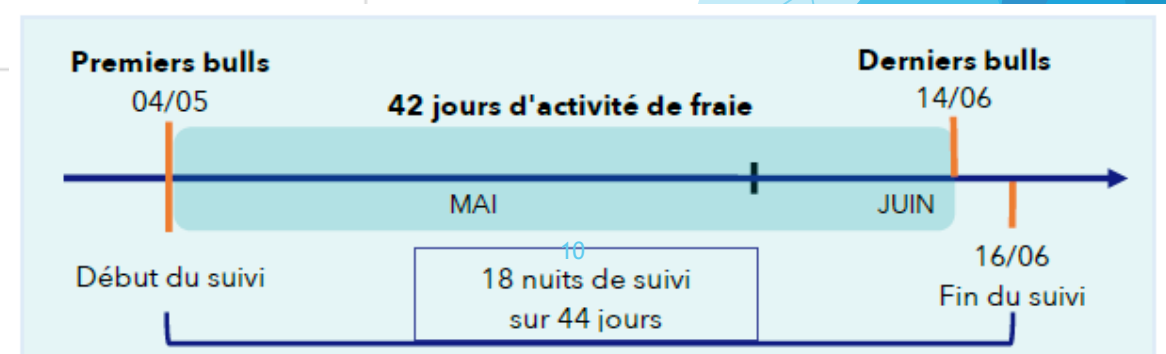 Premiers bulls
04/05
42 jours d'activité de fraie
Derniers bulls
14/06
MAI
JUIN
Début du suivi
10
18 nuits de suivi
sur 44 jours
16/06
Fin du suivi